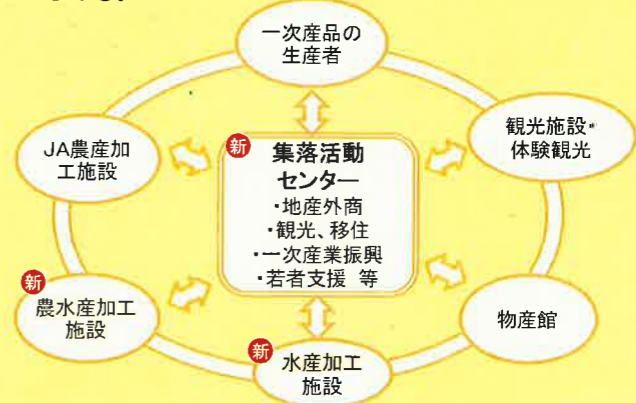 一次産品の
生産者
JA農産加
工施設
新
集落活動
センター
・地産外商
・観光、移住
・一次産業振興
・若者支援 等
観光施設・
体験観光
新
農水産加工
施設
新
水産加工
施設
物産館